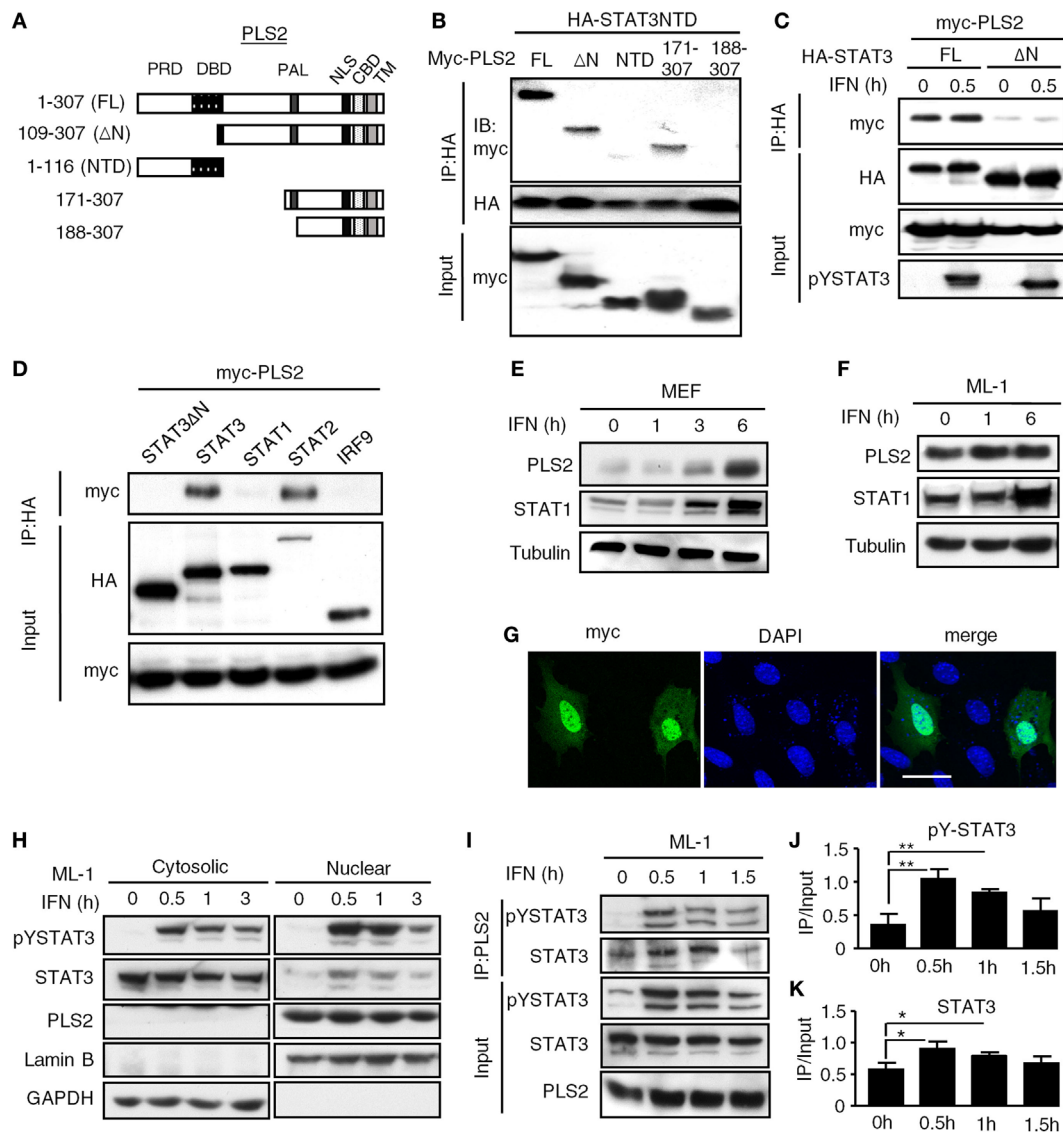 A
PLS2
PRD DBD PAL NLS CBD TM
1-307 (FL)
109-307 (ΔN)
1-116 (NTD)
171-307
188-307
B
HA-STAT3NTD
Myc-PLS2 FL ΔN NTD 171-307 188-307
IP:HA
IB: myc
HA
Input
myc
C
myc-PLS2
HA-STAT3 FL ΔN
IFN (h) 0 0.5 0 0.5
IP:HA
myc
HA
Input
myc
pYSTAT3
D
myc-PLS2
STAT3ΔN STAT3 STAT1 STAT2 IRF9
IP:HA
myc
HA
Input
myc
E
MEF
IFN (h) 0 1 3 6
PLS2
STAT1
Tubulin
F
ML-1
IFN (h) 0 1 6
PLS2
STAT1
Tubulin
G
myc DAPI merge
H
ML-1 Cytosolic Nuclear
IFN (h) 0 0.5 1 3 0 0.5 1 3
pYSTAT3
STAT3
PLS2
Lamin B
GAPDH
I
ML-1
IFN (h) 0 0.5 1 1.5
IP:PLS2
pYSTAT3
STAT3
Input
pYSTAT3
STAT3
PLS2
J
pY-STAT3
IP/Input
1.5
1.0
0.5
0
**
**
0h 0.5h 1h 1.5h
K
STAT3
IP/Input
1.5
1.0
0.5
0
*
*
0h 0.5h 1h 1.5h